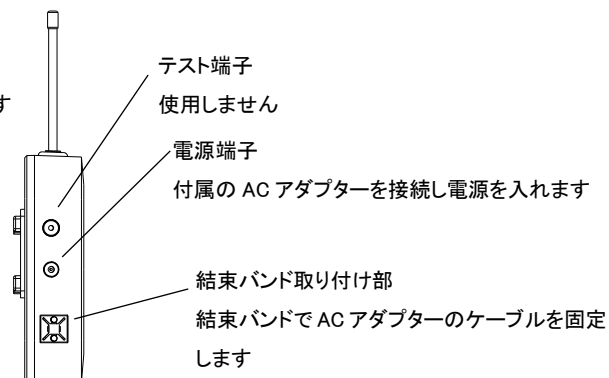 テスト端子
す
使用しません
電源端子
付属の AC アダプターを接続し電源を入れます
結束バンド取り付け部
結束バンドで AC アダプターのケーブルを固定
します